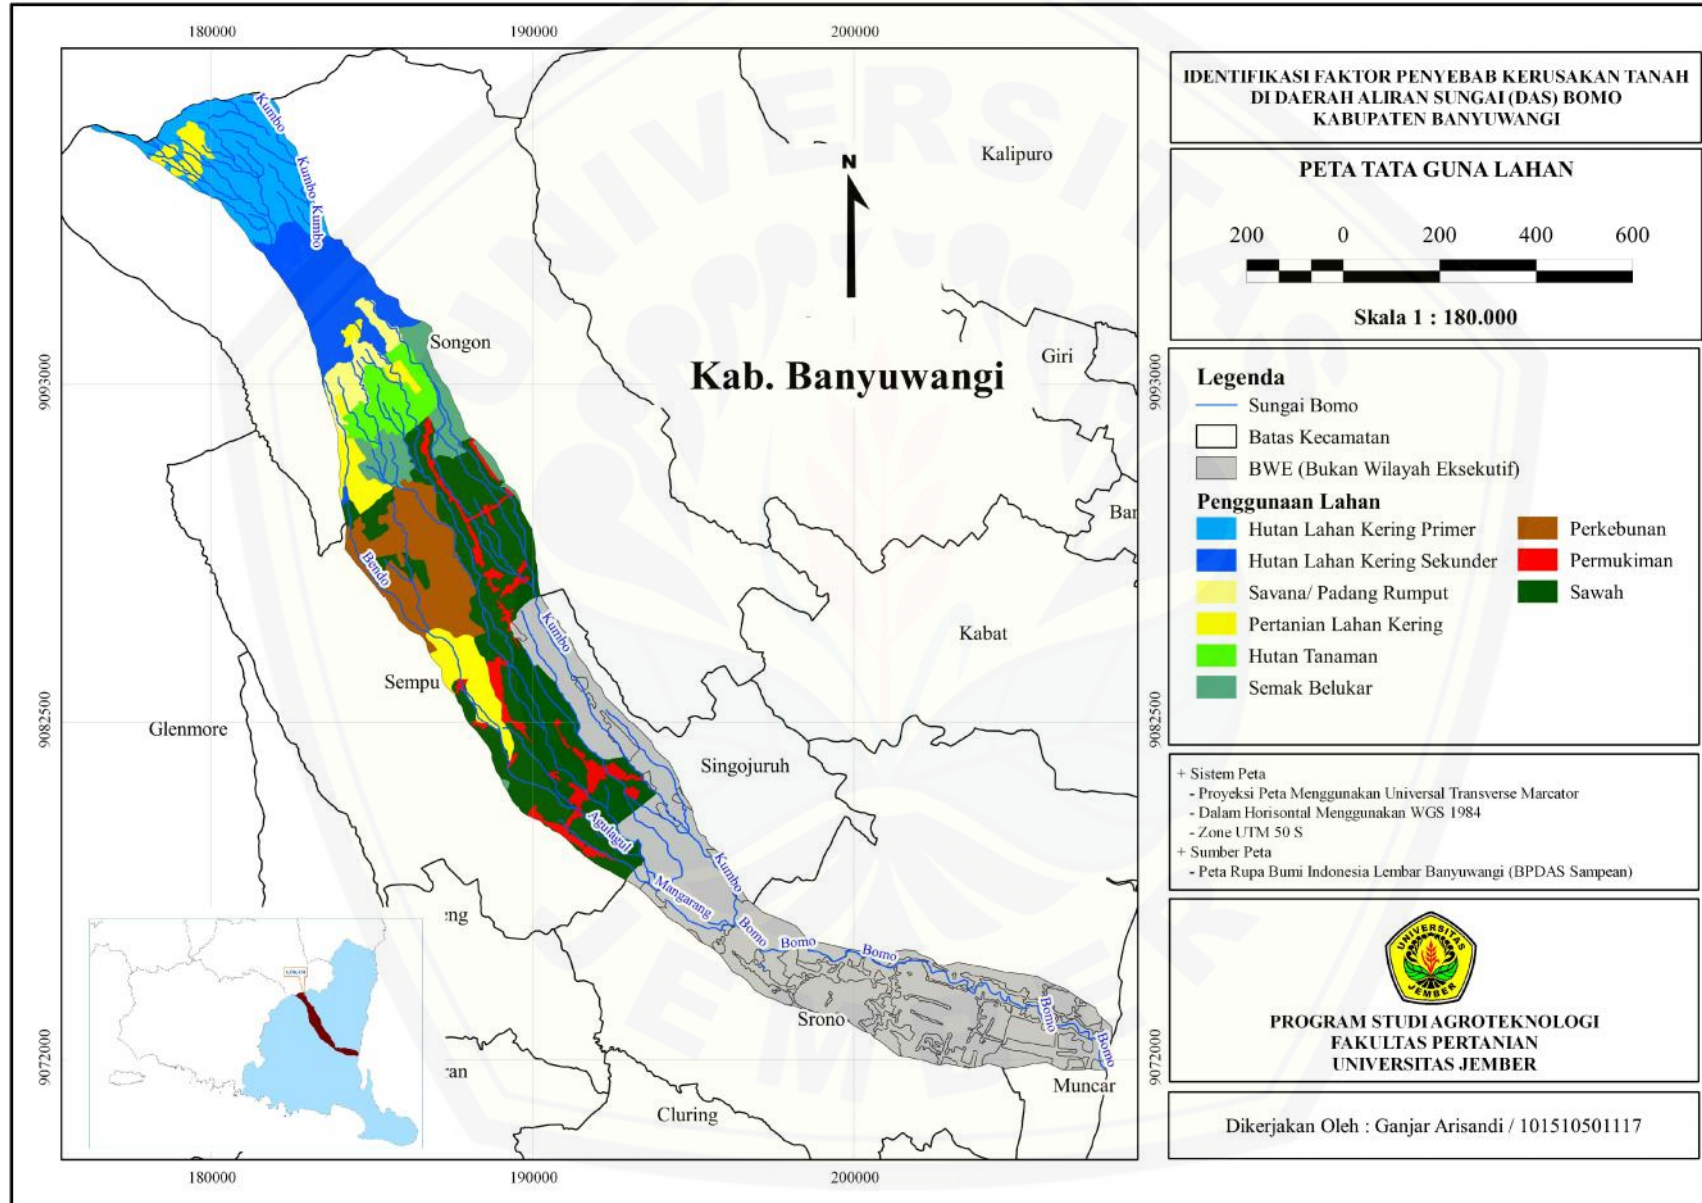 180000
190000
200000
Kumbo
Kumbo
Kumbo
Kalipuro
N
Songon
Giri
Kab. Banyuwangi
9093000
9093000
Bendo
Kumbo
Kabat
Sempu
Glenmore
9082500
9082500
Singojuruh
Agulagul
Kumbo
Mangarang
Bomo
Bomo
Bomo
Bomo
Bomo
Srono
9072000
9072000
Muncar
Cluring
180000
190000
200000
IDENTIFIKASI FAKTOR PENYEBAB KERUSAKAN TANAH
DI DAERAH ALIRAN SUNGAI (DAS) BOMO
KABUPATEN BANYUWANGI
PETA TATA GUNA LAHAN
200 0 200 400 600
Skala 1 : 180.000
Legenda
Sungai Bomo
Batas Kecamatan
BWE (Bukan Wilayah Eksekutif)
Penggunaan Lahan
Hutan Lahan Kering Primer
Hutan Lahan Kering Sekunder
Savana/ Padang Rumput
Pertanian Lahan Kering
Hutan Tanaman
Semak Belukar
Perkebunan
Permukiman
Sawah
+ Sistem Peta
- Proyeksi Peta Menggunakan Universal Transverse Marcator
- Dalam Horisontal Menggunakan WGS 1984
- Zone UTM 50 S
+ Sumber Peta
- Peta Rupa Bumi Indonesia Lembar Banyuwangi (BPDAS Sampean)
UNIVERSITAS
JEMBER
PROGRAM STUDI AGROTEKNOLOGI
FAKULTAS PERTANIAN
UNIVERSITAS JEMBER
Dikerjakan Oleh : Ganjar Arisandi / 101510501117
UNIVERSITAS
JEMBER